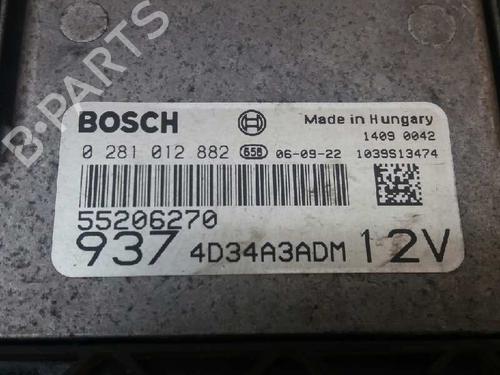 B-PARTS
BOSCH Made in Hungary
1409 0042
0 281 012 882 65B 06-09-22 1039S13474
55206270
937 4D34A3ADM 12V